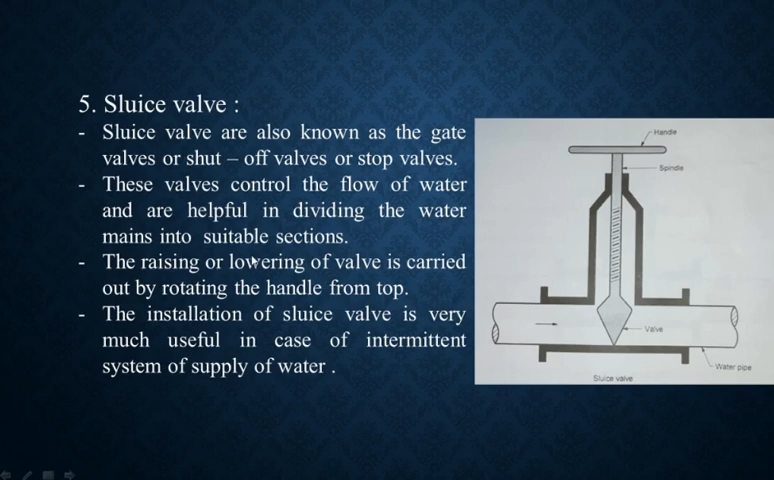 5. Sluice valve :
- Sluice valve are also known as the gate
valves or shut – off valves or stop valves.
- These valves control the flow of water
and are helpful in dividing the water
mains into suitable sections.
- The raising or lowering of valve is carried
out by rotating the handle from top.
- The installation of sluice valve is very
much useful in case of intermittent
system of supply of water .
Handle
Spindle
Valve
Water pipe
Sluice valve